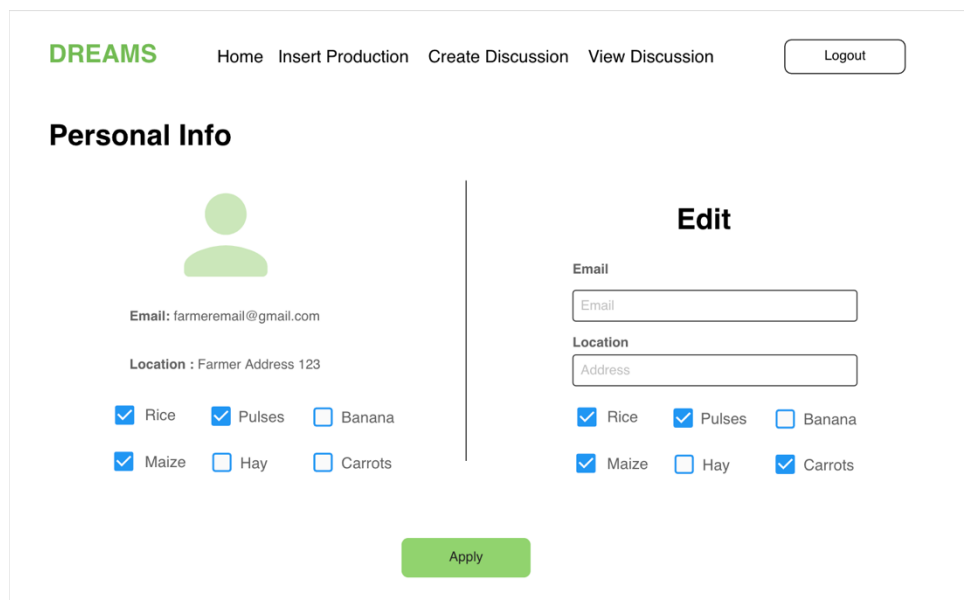 DREAMS Home Insert Production Create Discussion View Discussion Logout
Personal Info
Email: farmeremail@gmail.com
Location : Farmer Address 123
Rice Pulses Banana
Maize Hay Carrots
Edit
Email
Email
Location
Address
Rice Pulses Banana
Maize Hay Carrots
Apply